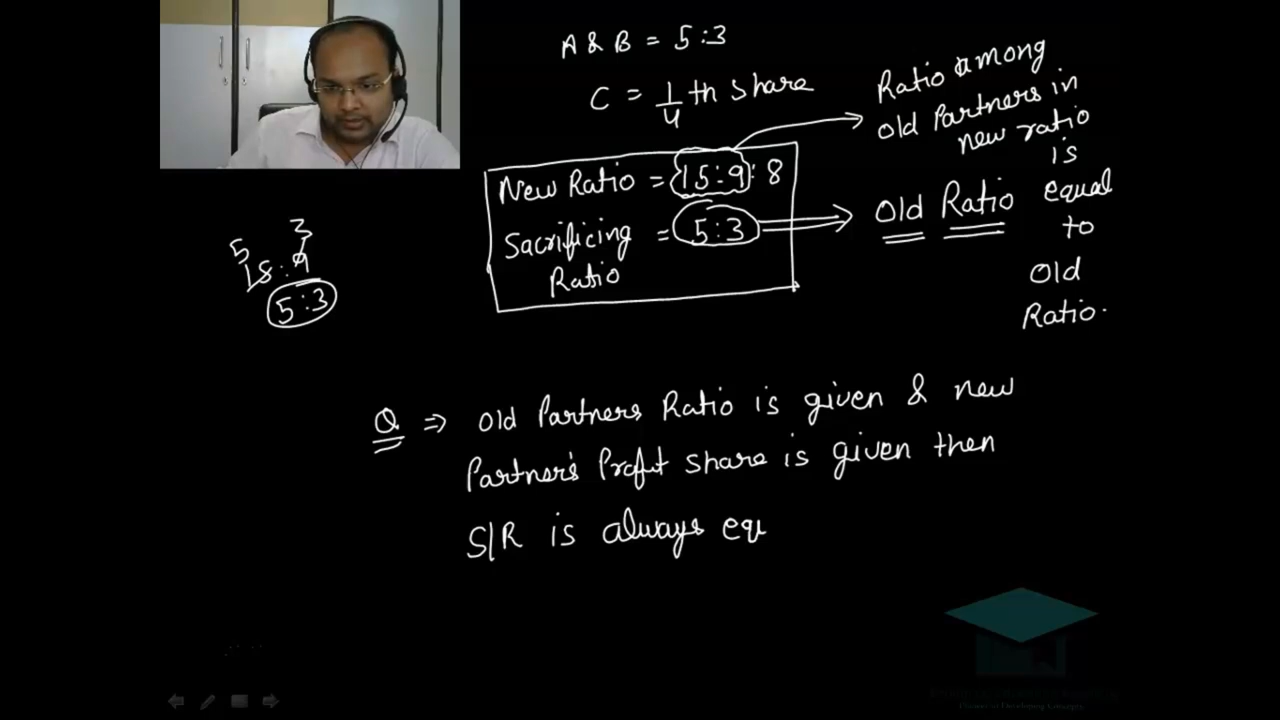 A & B = 5:3
C = 1/4 th share
New Ratio = 15:9:8
Sacrificing = 5:3
Ratio
Ratio among
old Partners in
new ratio
is
equal
to
old
Ratio.
Old Ratio
5 3
15:9
5:3
Q ⇒ old Partners Ratio is given & new
Partner's Profit share is given then
S/R is always equ